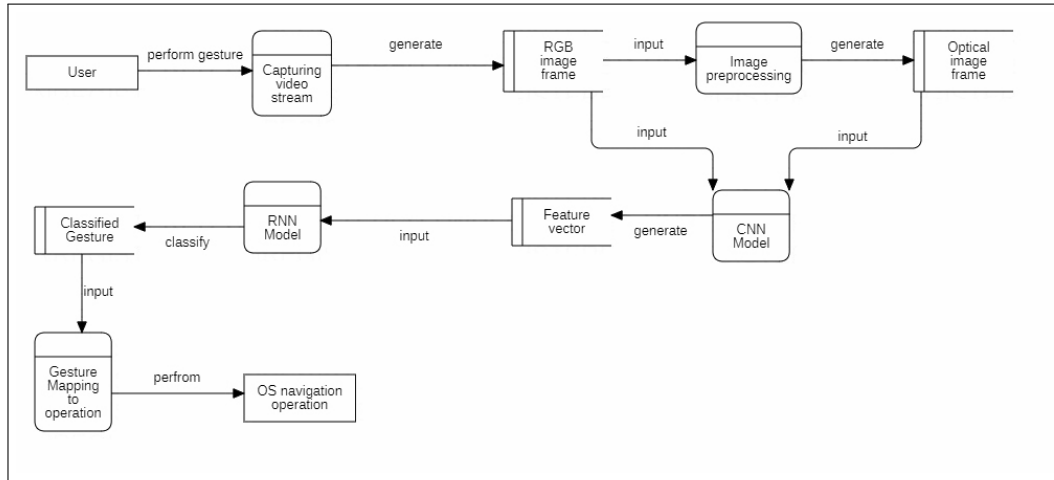 User
perform gesture
Capturing
video
stream
generate
RGB
image
frame
input
Image
preprocessing
generate
Optical
image
frame
input
input
Classified
Gesture
classify
RNN
Model
input
Feature
vector
generate
CNN
Model
input
Gesture
Mapping
to
operation
perfrom
OS navigation
operation